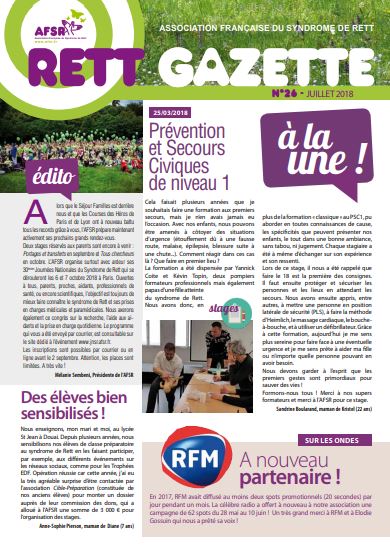 AFSR
ASSOCIATION FRANÇAISE DU SYNDROME DE RETT
RETT GAZETTE
N°26 - JUILLET 2018
édito
Alors que le Séjour Familles est derrière
nous et que les Courses des Héros de
Paris et de Lyon ont à nouveau battu
tous les records grâce à vous, l'AFSR prépare maintenant
activement ses prochains grands rendez-vous.
Deux stages vacances aux parents sont encore à venir :
Portages et transferts en septembre et Tous chercheurs
en octobre. L'AFSR organise surtout avec ardeur ses
30èmes Journées Nationales du Syndrome de Rett qui se
dérouleront les 6 et 7 octobre 2018 à Paris. Ouvertes à
tous, parents, proches, aidants, professionnels de
santé, ou encore scientifiques, l'objectif est toujours de
mieux faire connaître le syndrome de Rett et ses prises
en charges médicales et paramédicales. Nous aurons
également ce congrès sur la recherche, l'aide aux aidants
et la prise en charge quotidienne. Le programme
qui vous a été envoyé par courrier, est consultable sur
le site dédié à l'évènement www.jnsrafsr.fr.
Les inscriptions sont possibles par courrier ou en
ligne avant le 2 septembre. Attention, les places sont
limitées. À très vite !
Mélanie Sembeni, Présidente de l'AFSR
25/03/2018
Prévention
et Secours
Civiques
de niveau 1
Cela faisait plusieurs années que je
souhaitais faire une formation aux premiers
secours, mais je n'en avais jamais eu
l'occasion. Avec nos enfants, nous pouvons
être amenés à côtoyer des situations
d'urgence (étouffement dû à une fausse
route, malaise, épilepsie, blessure suite à
une chute...). Comment réagir dans ces cas
là ? Que faire en premier lieu ?
La formation a été dispensée par Yannick
Coite et Kévin Topin, deux pompiers
formateurs professionnels mais également
papas d'une fille atteinte
du syndrome de Rett.
Nous avons donc, en
stages
à la
une !
plus de la formation « classique » au PSC1, pu
aborder en toutes connaissances de cause,
les spécificités que peuvent présenter nos
enfants, le tout dans une bonne ambiance,
sans tabou, ni jugement. Chaque stagiaire a
été à même d'échanger sur son expérience
et son ressenti.
Lors de ce stage, il nous a été rappelé que
faire le 18 est la première des consignes.
Il faut ensuite protéger et sécuriser les
personnes et les lieux en attendant les
secours. Nous avons ensuite appris, entre
autres, à mettre une personne en position
latérale de sécurité (PLS), à faire la méthode
d'Heimlich, le massage cardiaque, le bouche-
à-bouche, et à utiliser un défibrillateur. Grâce
à cette formation, aujourd'hui je me sens
plus sereine pour faire face à une éventuelle
urgence et je me sens prête à aider ma fille
ou n'importe quelle personne pouvant en
avoir besoin.
Nous devons garder à l'esprit que les
premiers gestes sont primordiaux pour
sauver des vies !
Formons-nous tous ! Merci à nos supers
formateurs et merci à l'AFSR pour ce stage.
Sandrine Bouland, maman de Kristel (22 ans)
Des élèves bien
sensibilisés !
Nous enseignons, mon mari et moi, au lycée
St Jean à Douai. Depuis plusieurs années, nous
sensibilisons nos élèves de classe préparatoire
au syndrome de Rett en les faisant participer,
par exemple, aux différents événements sur
les réseaux sociaux, comme pour les Trophées
EDF. Opération réussie car cette année, j'ai eu
la très agréable surprise d'être contactée par
l'association Cible-Préparation (constituée de
nos anciens élèves) pour monter un dossier
auprès de leur commission des dons, qui a
alloué à l'AFSR une somme de 3 000 € pour
l'organisation des stages.
Anne-Sophie Pierson, maman de Diane (7 ans)
RFM
SUR LES ONDES
A nouveau
partenaire !
En 2017, RFM avait diffusé au moins deux spots promotionnels (20 secondes) par
jour pendant un mois. La célèbre radio a offert à nouveau à notre association une
campagne de 62 spots du 28 mai au 10 juin ! Un très grand merci à RFM et à Elodie
Gossuin qui nous a prêté sa voix !